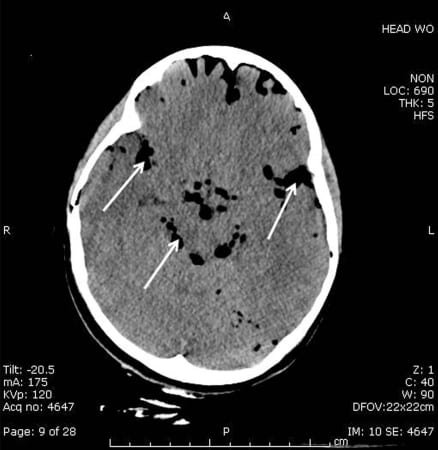 A
HEAD WO
NON
LOC: 690
THK: 5
HFS
R
L
Tilt: -20.5
mA: 175
KVp: 120
Acq no: 4647
Page: 9 of 28
P
cm
Z: 1
C: 40
W: 90
DFOV:22x22cm
IM: 10 SE: 4647